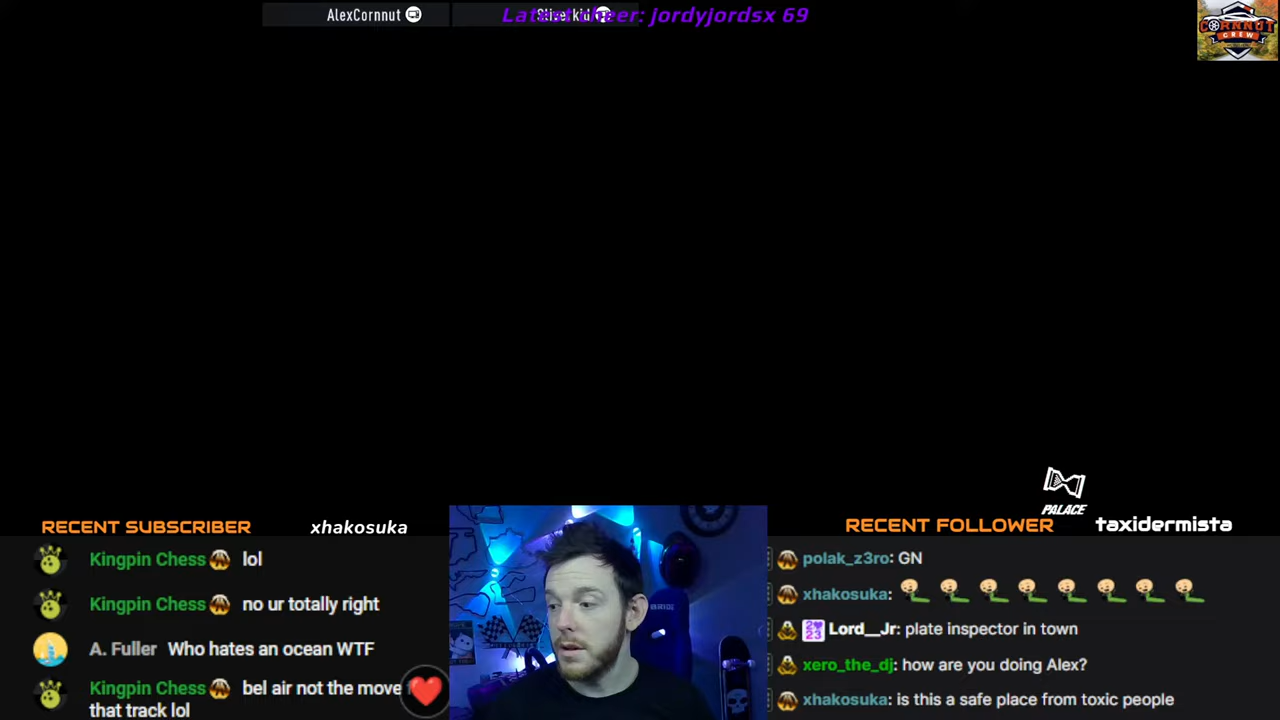 AlexCornnut
Latest cheer: jordyjordsx 69
CORNNUT
CREW
PALACE
RECENT SUBSCRIBER xhakosuka
RECENT FOLLOWER taxidermista
Kingpin Chess lol
Kingpin Chess no ur totally right
A. Fuller Who hates an ocean WTF
Kingpin Chess bel air not the move
that track lol
BRIDE
polak_z3ro: GN
xhakosuka:
Lord__Jr: plate inspector in town
xero_the_dj: how are you doing Alex?
xhakosuka: is this a safe place from toxic people